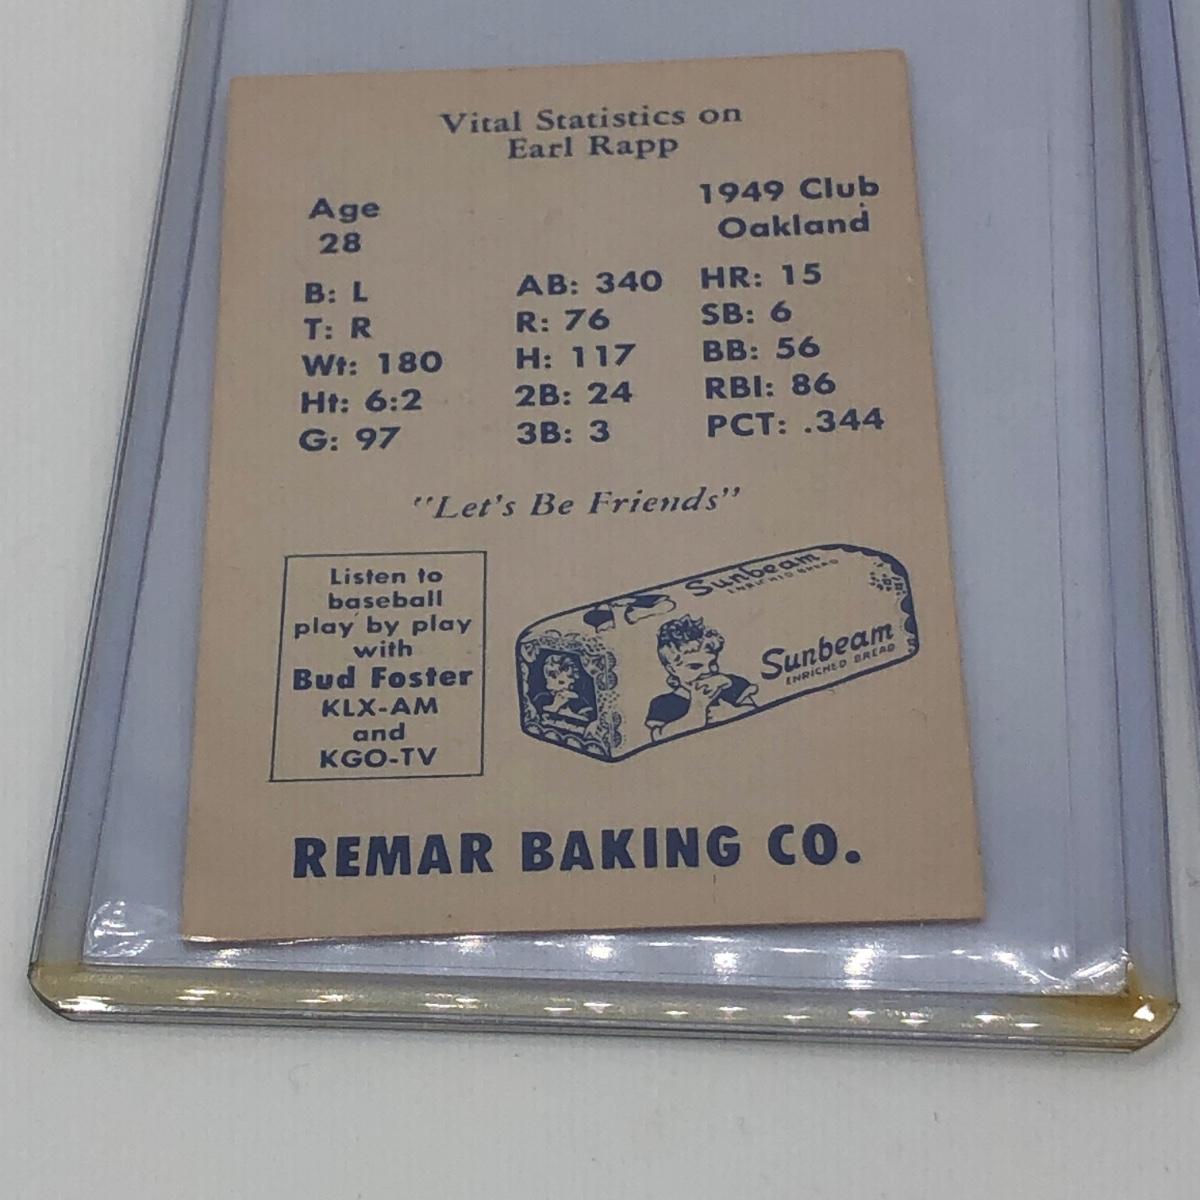 Vital Statistics on
Earl Rapp
Age
28
1949 Club
Oakland
B: L
T: R
Wt: 180
Ht: 6:2
G: 97
AB: 340
R: 76
H: 117
2B: 24
3B: 3
HR: 15
SB: 6
BB: 56
RBI: 86
PCT: .344
"Let's Be Friends"
Listen to
baseball
play by play
with
Bud Foster
KLX-AM
and
KGO-TV
Sunbeam
ENRICHED BREAD
Sunbeam
ENRICHED BREAD
REMAR BAKING CO.